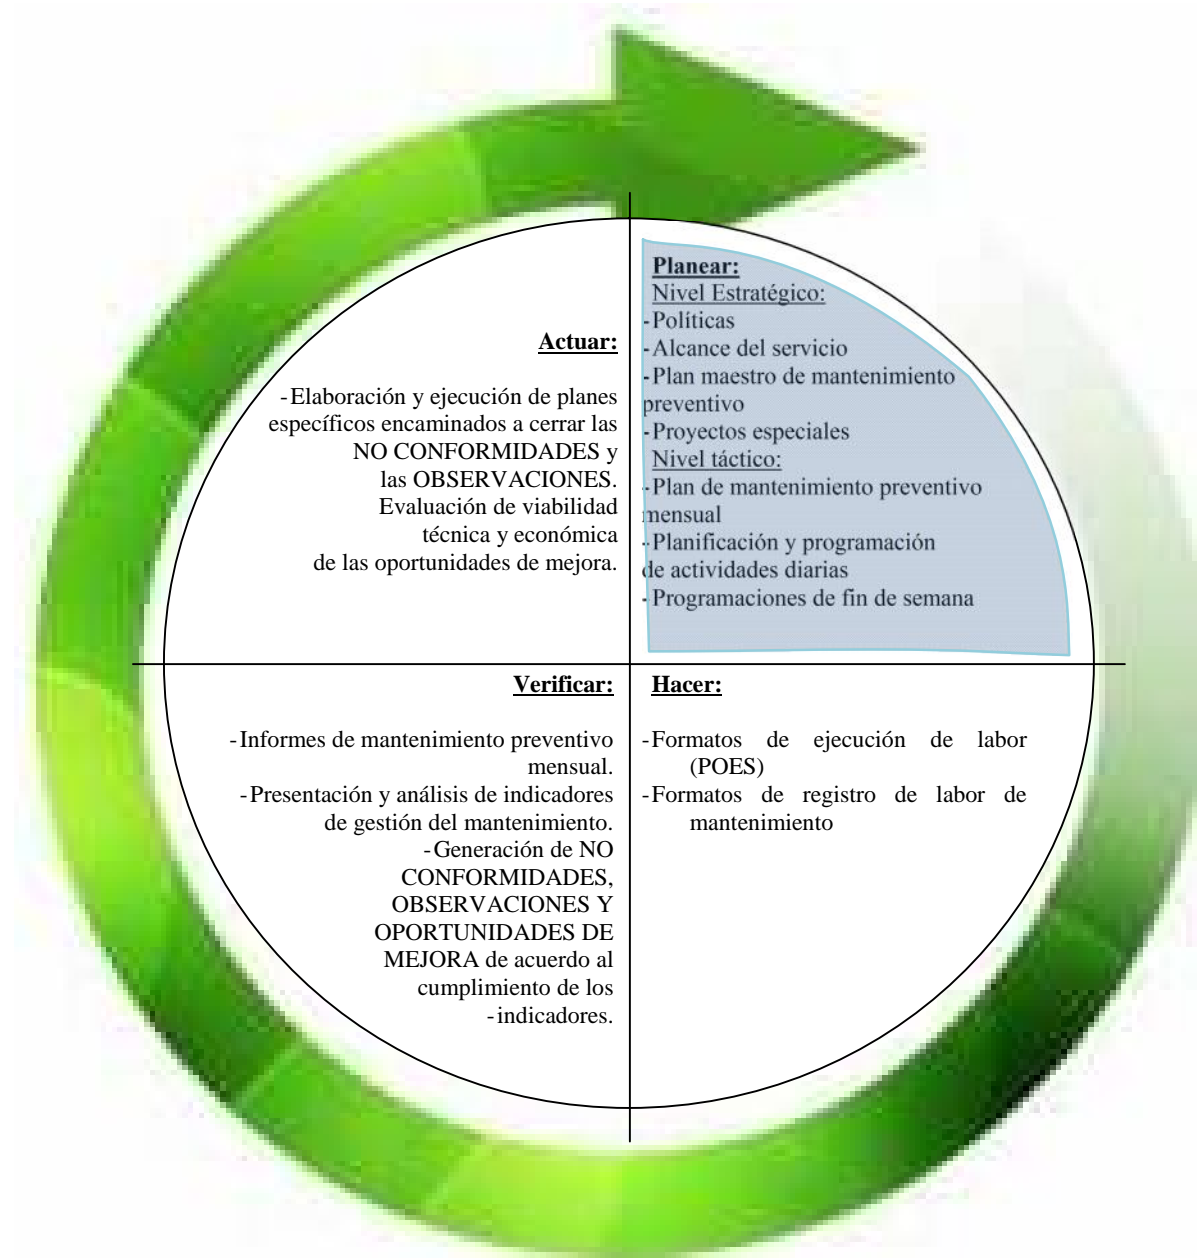 Planear:
Nivel Estratégico:
-Políticas
-Alcance del servicio
-Plan maestro de mantenimiento
preventivo
-Proyectos especiales
Nivel táctico:
-Plan de mantenimiento preventivo
mensual
-Planificación y programación
de actividades diarias
-Programaciones de fin de semana
Hacer:
-Formatos de ejecución de labor
(POES)
-Formatos de registro de labor de
mantenimiento
Verificar:
-Informes de mantenimiento preventivo
mensual.
-Presentación y análisis de indicadores
de gestión del mantenimiento.
-Generación de NO
CONFORMIDADES,
OBSERVACIONES Y
OPORTUNIDADES DE
MEJORA de acuerdo al
cumplimiento de los
-indicadores.
Actuar:
-Elaboración y ejecución de planes
específicos encaminados a cerrar las
NO CONFORMIDADES y
las OBSERVACIONES.
Evaluación de viabilidad
técnica y económica
de las oportunidades de mejora.